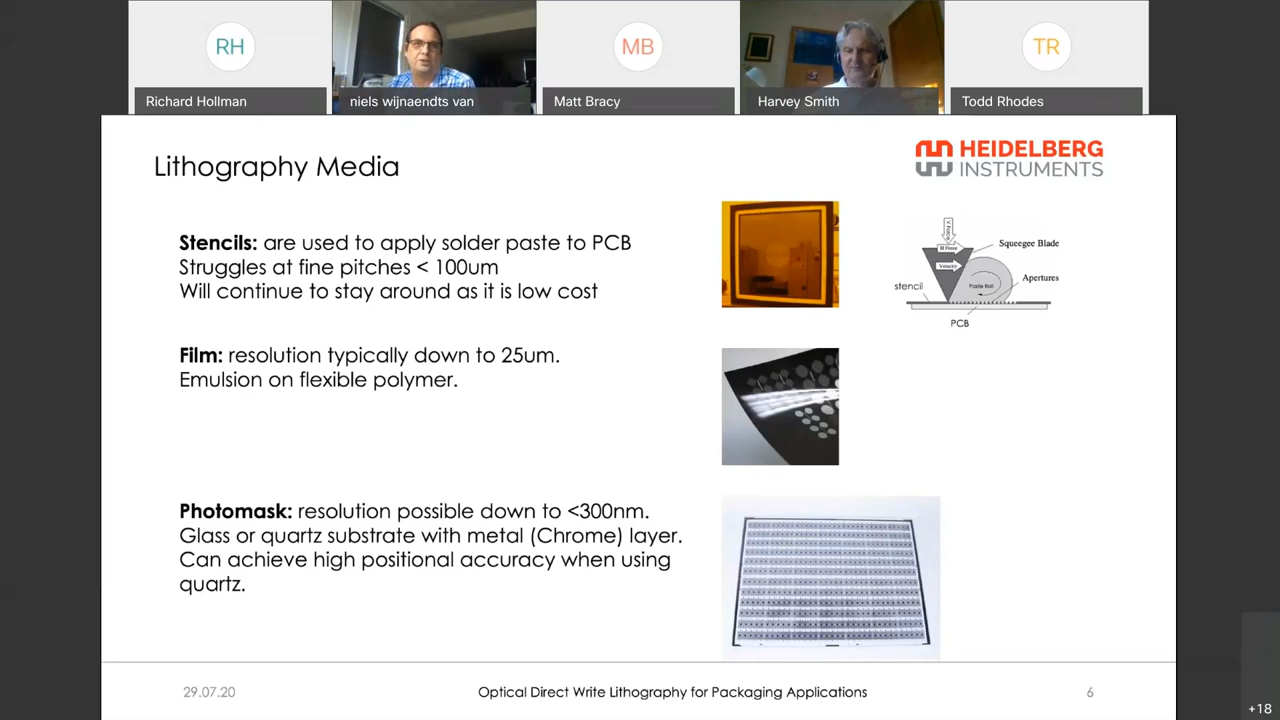 RH
MB
TR
Richard Hollman
niels wijnaendts van
Matt Bracy
Harvey Smith
Todd Rhodes
Lithography Media
HEIDELBERG
INSTRUMENTS
Stencils: are used to apply solder paste to PCB
Struggles at fine pitches < 100um
Will continue to stay around as it is low cost
V Force
H Force
Velocity
Squeegee Blade
Apertures
Paste Roll
stencil
PCB
Film: resolution typically down to 25um.
Emulsion on flexible polymer.
Photomask: resolution possible down to <300nm.
Glass or quartz substrate with metal (Chrome) layer.
Can achieve high positional accuracy when using
quartz.
29.07.20
Optical Direct Write Lithography for Packaging Applications
6
+18